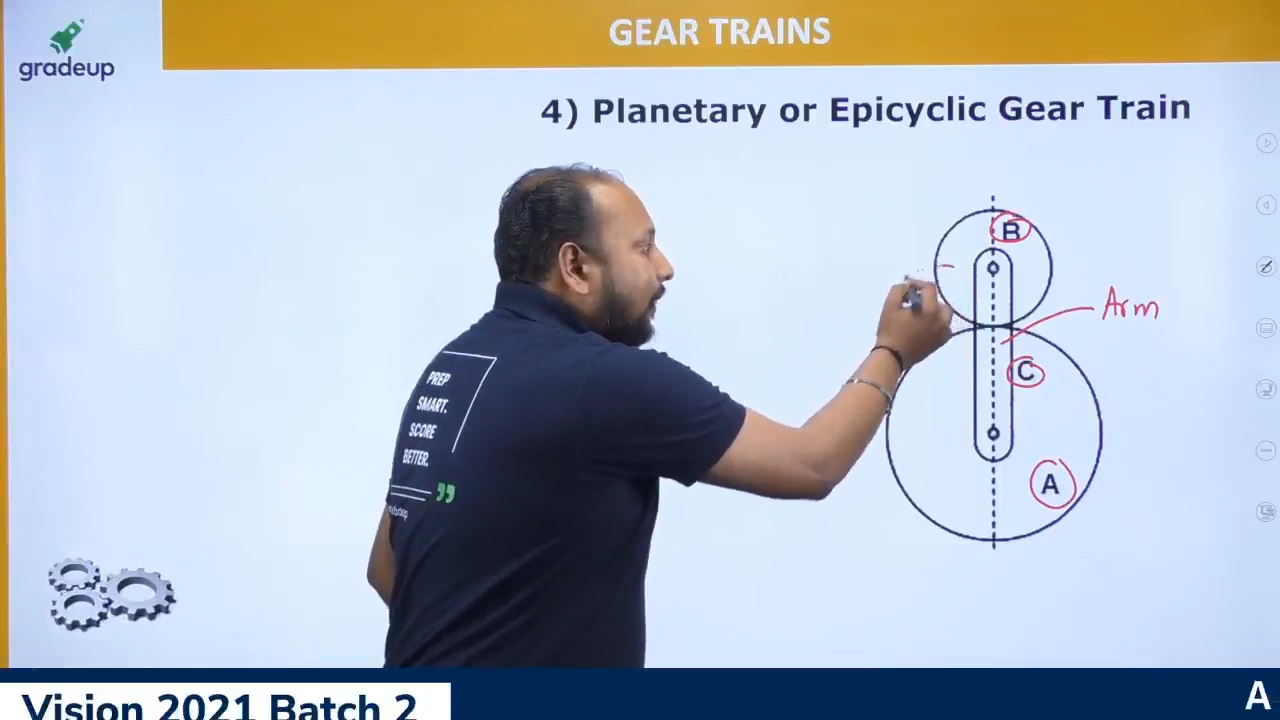 GEAR TRAINS
gradeup
4) Planetary or Epicyclic Gear Train
B
Arm
C
A
PREP
SMART.
SCORE
BETTER.
Vision 2021 Batch 2
A